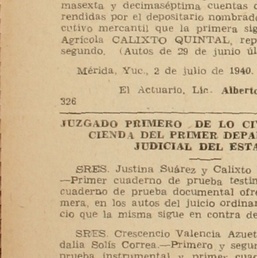 masexta y decimaséptima cuentas
rendidas por el depositario nombrado
cutivo mercantil que la primera sig
Agrícola CALIXTO QUINTAL, rep
segundo. (Autos de 29 de junio úl
Mérida, Yuc., 2 de julio de 1940.
El Actuario, Lic. Alberto
326
JUZGADO PRIMERO DE LO CI
CIENDA DEL PRIMER DEPA
JUDICIAL DEL ESTA
SRES. Justina Suárez y Calixto
—Primer cuaderno de prueba testim
cuaderno de prueba documental ofre
mera, en los autos del juicio ordinar
cio que la misma sigue en contra de
SRES. Crescencio Valencia Azuet
dalia Solís Correa.—Primero y segun
prueba instrumental y primer cuad